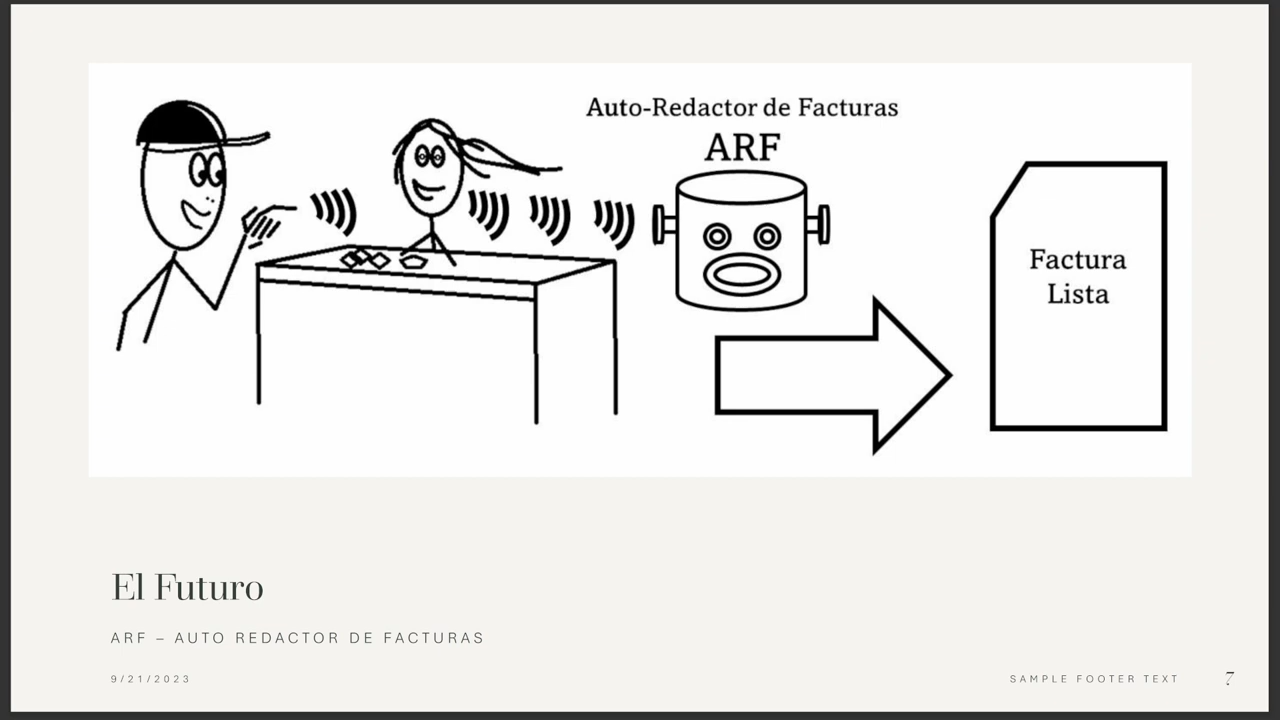 Auto-Redactor de Facturas
ARF
Factura
Lista
El Futuro
ARF – AUTO REDACTOR DE FACTURAS
9/21/2023
SAMPLE FOOTER TEXT
7